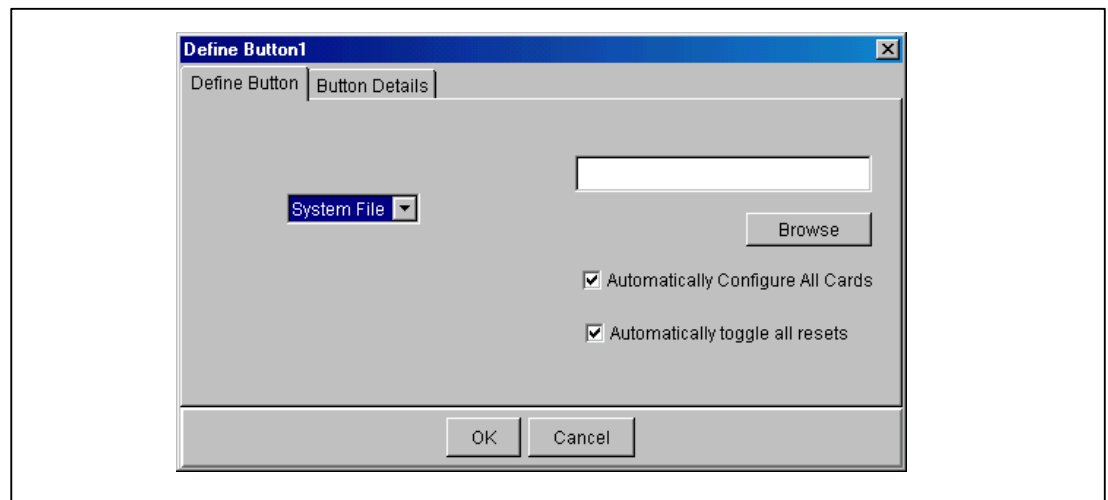 Define Button1
Define Button Button Details
System File
Browse
Automatically Configure All Cards
Automatically toggle all resets
OK Cancel